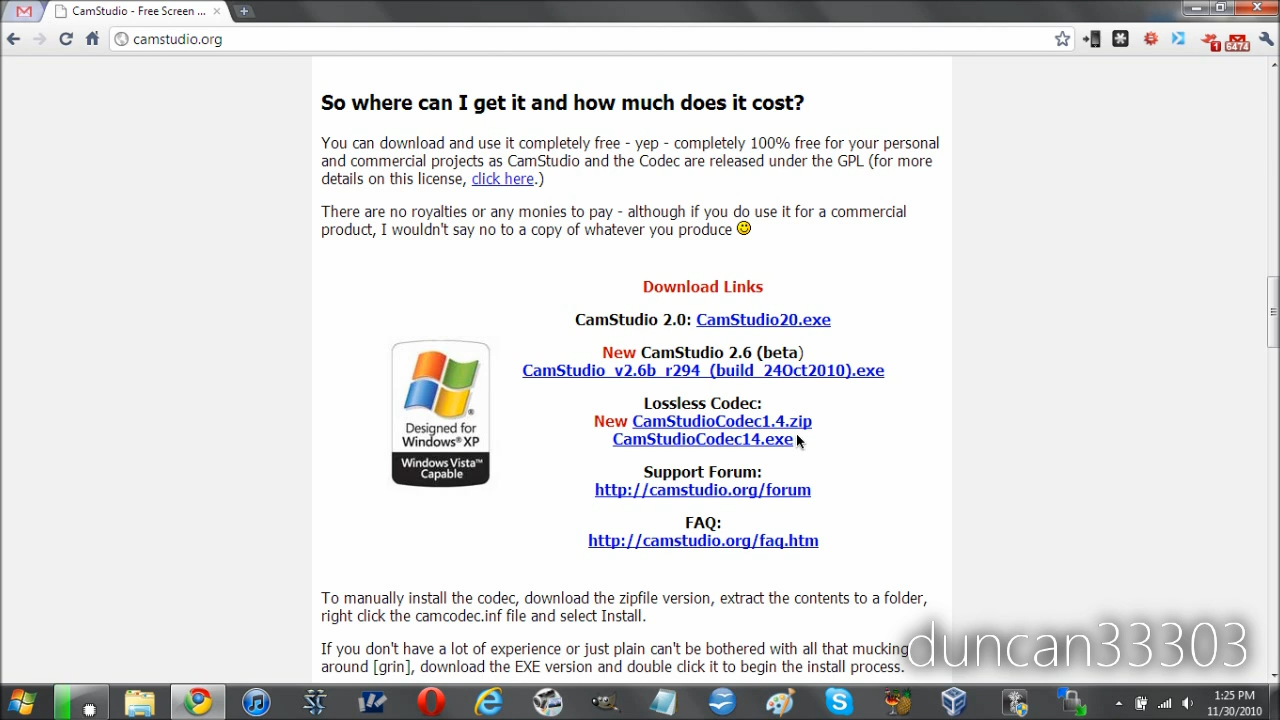 CamStudio - Free Screen ...
camstudio.org
1
6474
So where can I get it and how much does it cost?
You can download and use it completely free - yep - completely 100% free for your personal
and commercial projects as CamStudio and the Codec are released under the GPL (for more
details on this license, click here.)
There are no royalties or any monies to pay - although if you do use it for a commercial
product, I wouldn't say no to a copy of whatever you produce
Download Links
CamStudio 2.0: CamStudio20.exe
New CamStudio 2.6 (beta)
CamStudio_v2.6b_r294_(build_24Oct2010).exe
Lossless Codec:
New CamStudioCodec1.4.zip
CamStudioCodec14.exe
Designed for
Windows® XP
Windows Vista™
Capable
Support Forum:
http://camstudio.org/forum
FAQ:
http://camstudio.org/faq.htm
To manually install the codec, download the zipfile version, extract the contents to a folder,
right click the camcodec.inf file and select Install.
If you don't have a lot of experience or just plain can't be bothered with all that mucking
around [grin], download the EXE version and double click it to begin the install process.
duncan33303
1:25 PM
11/30/2010